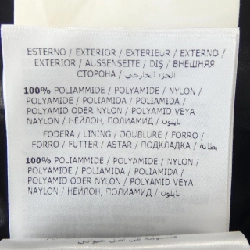 ESTERNO / EXTERIOR / EXTERIEUR / EXTERNO /
EXTERIOR / AUSSENSEITE / DIŞ / ВНЕШНЯЯ
СТОРОНА / الجزء الخارجي /
100% POLIAMMIDE / POLYAMIDE / NYLON /
POLYAMIDE / POLIAMIDA / POLIAMIDA /
POLYAMID ODER NYLON / POLYAMID VEYA
NAYLON / НЕЙЛОН, ПОЛИАМИД / نايلون /
FODERA / LINING / DOUBLURE / FORRO /
FORRO / FUTTER / ASTAR / ПОДКЛАДКА / بطانة /
100% POLIAMMIDE / POLYAMIDE / NYLON /
POLYAMIDE / POLIAMIDA / POLIAMIDA /
POLYAMID ODER NYLON / POLYAMID VEYA
NAYLON / НЕЙЛОН, ПОЛИАМИД / نايلون /